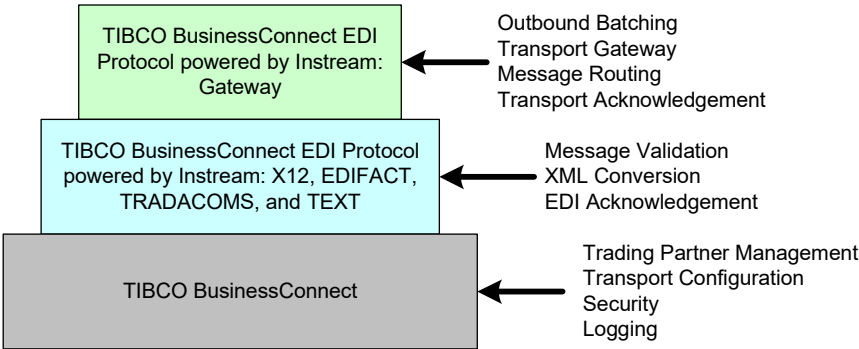 TIBCO BusinessConnect EDI
Protocol powered by Instream:
Gateway
Outbound Batching
Transport Gateway
Message Routing
Transport Acknowledgement
TIBCO BusinessConnect EDI Protocol
powered by Instream: X12, EDIFACT,
TRADACOMS, and TEXT
Message Validation
XML Conversion
EDI Acknowledgement
TIBCO BusinessConnect
Trading Partner Management
Transport Configuration
Security
Logging